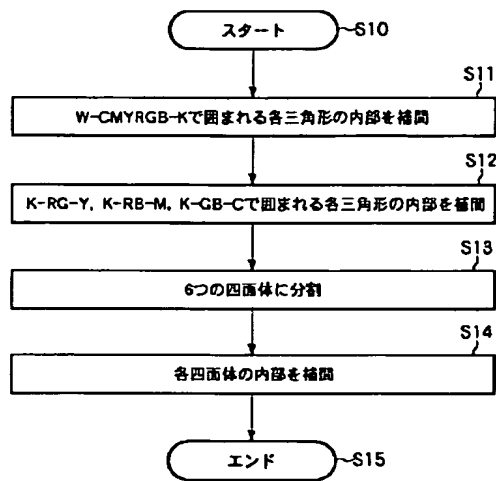 スタート
S10
S11
W-CMYRGB-Kで囲まれる各三角形の内部を補間
S12
K-RG-Y, K-RB-M, K-GB-Cで囲まれる各三角形の内部を補間
S13
6つの四面体に分割
S14
各四面体の内部を補間
エンド
S15